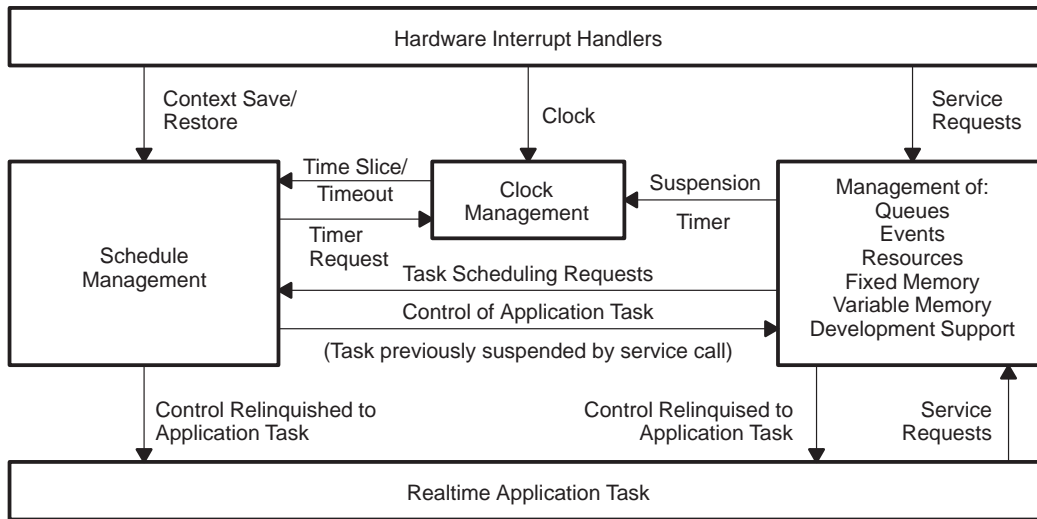 Hardware Interrupt Handlers
Context Save/
Restore
Clock
Service
Requests
Time Slice/
Timeout
Clock
Management
Suspension
Timer
Management of:
Queues
Events
Resources
Fixed Memory
Variable Memory
Development Support
Schedule
Management
Timer
Request
Task Scheduling Requests
Control of Application Task
(Task previously suspended by service call)
Control Relinquished to
Application Task
Control Relinquised to
Application Task
Service
Requests
Realtime Application Task